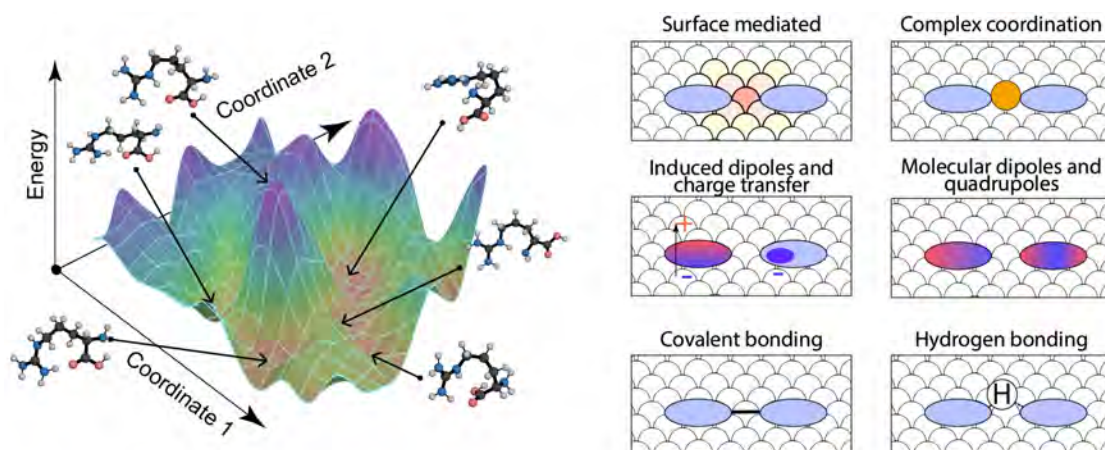 Energy
Coordinate 2
Coordinate 1
Surface mediated
Complex coordination
Induced dipoles and
charge transfer
+
−
−
Molecular dipoles and
quadrupoles
Covalent bonding
Hydrogen bonding
H